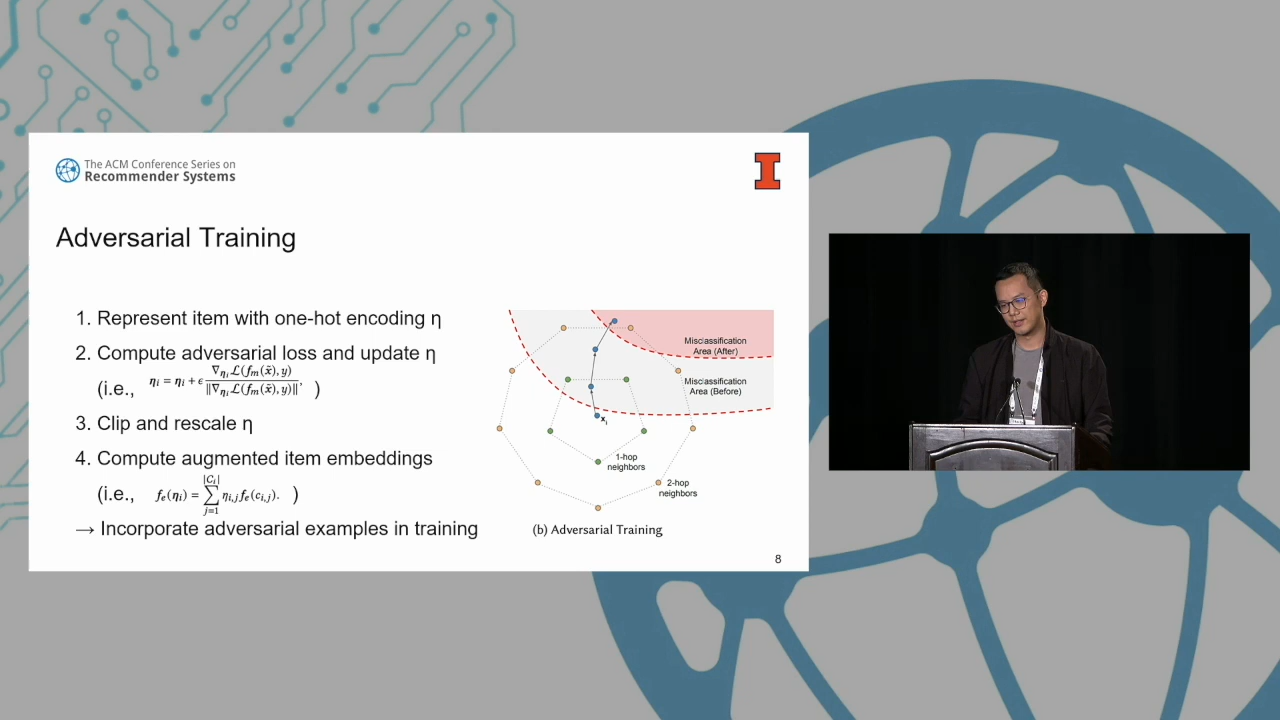 The ACM Conference Series on
Recommender Systems
Adversarial Training
1. Represent item with one-hot encoding η
2. Compute adversarial loss and update η
(i.e., ηᵢ = ηᵢ + ϵ ∇ηᵢ ℒ(fₘ(x̃), y) / ‖∇ηᵢ ℒ(fₘ(x̃), y)‖, )
3. Clip and rescale η
4. Compute augmented item embeddings
(i.e., fₑ(ηᵢ) = ∑_{j=1}^{|𝒞ᵢ|} ηᵢ,ⱼ fₑ(cᵢ,ⱼ). )
→ Incorporate adversarial examples in training
Misclassification
Area (After)
Misclassification
Area (Before)
xᵢ
1-hop
neighbors
2-hop
neighbors
(b) Adversarial Training
8